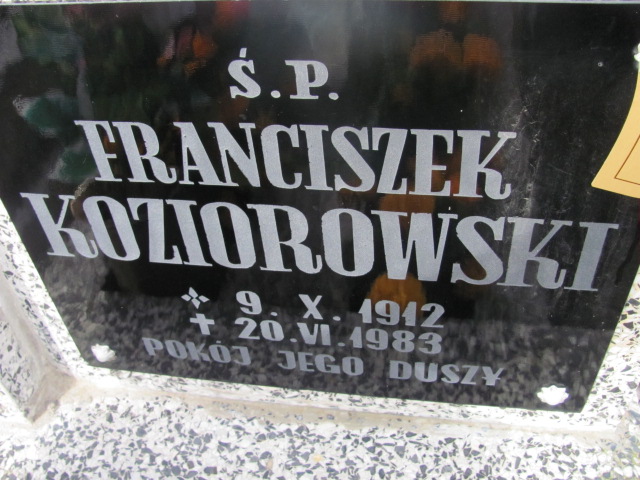 Ś.P.
FRANCISZEK
KOZIOROWSKI
9. X. 1912
20.VI.1983
POKÓJ JEGO DUSZY